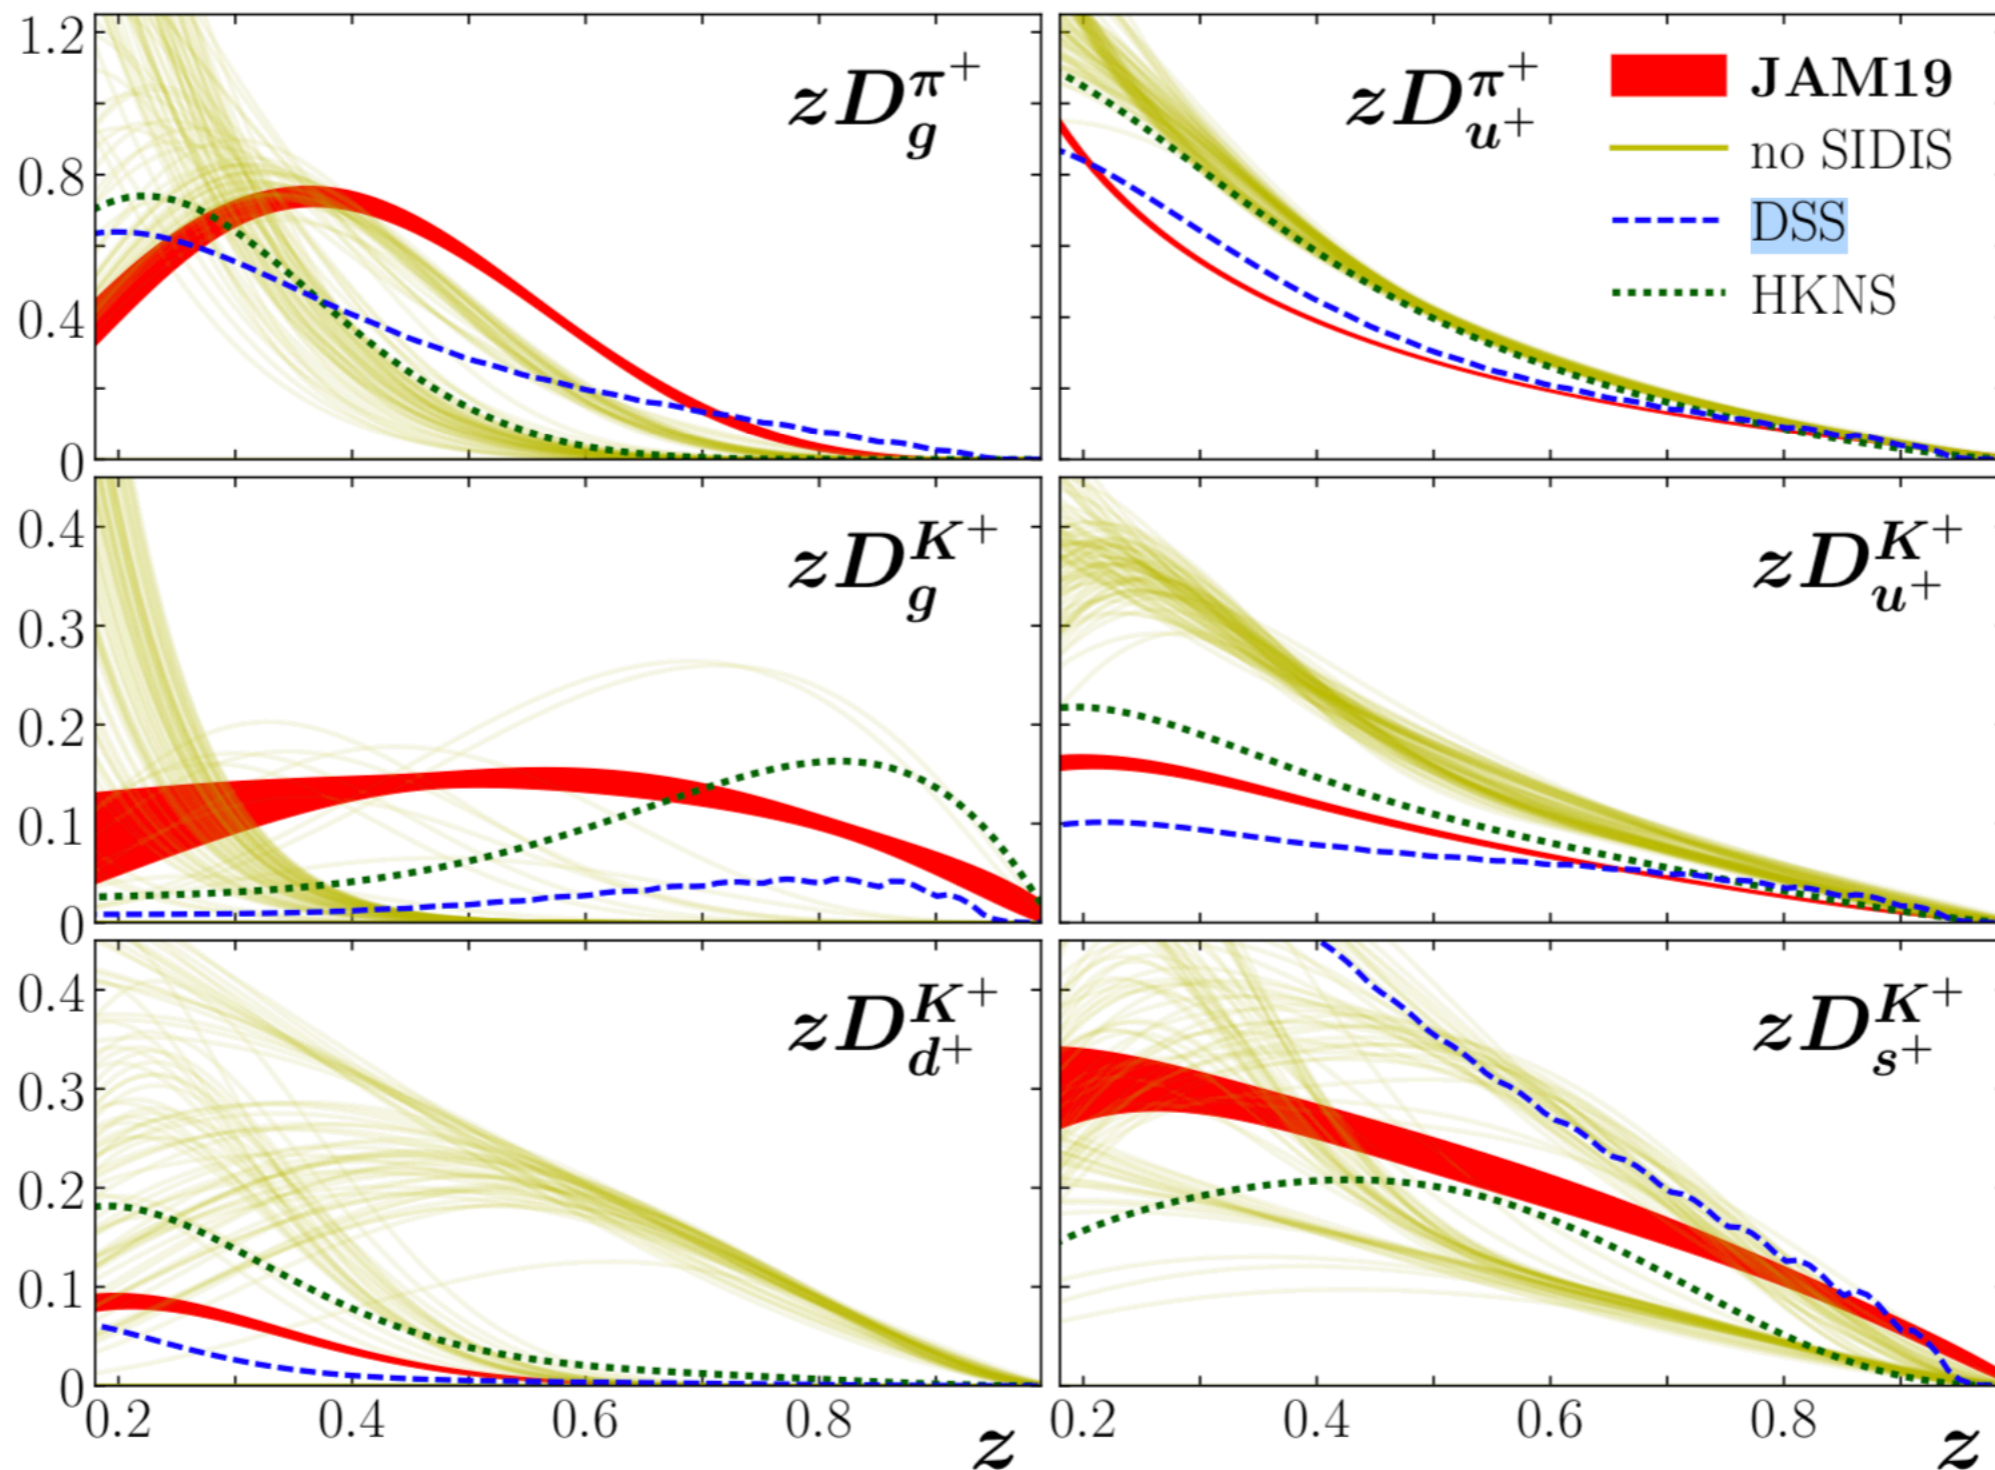 1.2
0.8
0.4
0
zD_g^{π^+}
zD_{u^+}^{π^+}
JAM19
no SIDIS
DSS
HKNS
0.4
0.3
0.2
0.1
0
zD_g^{K^+}
zD_{u^+}^{K^+}
0.4
0.3
0.2
0.1
0
zD_{d^+}^{K^+}
zD_{s^+}^{K^+}
0.2 0.4 0.6 0.8 z
0.2 0.4 0.6 0.8 z